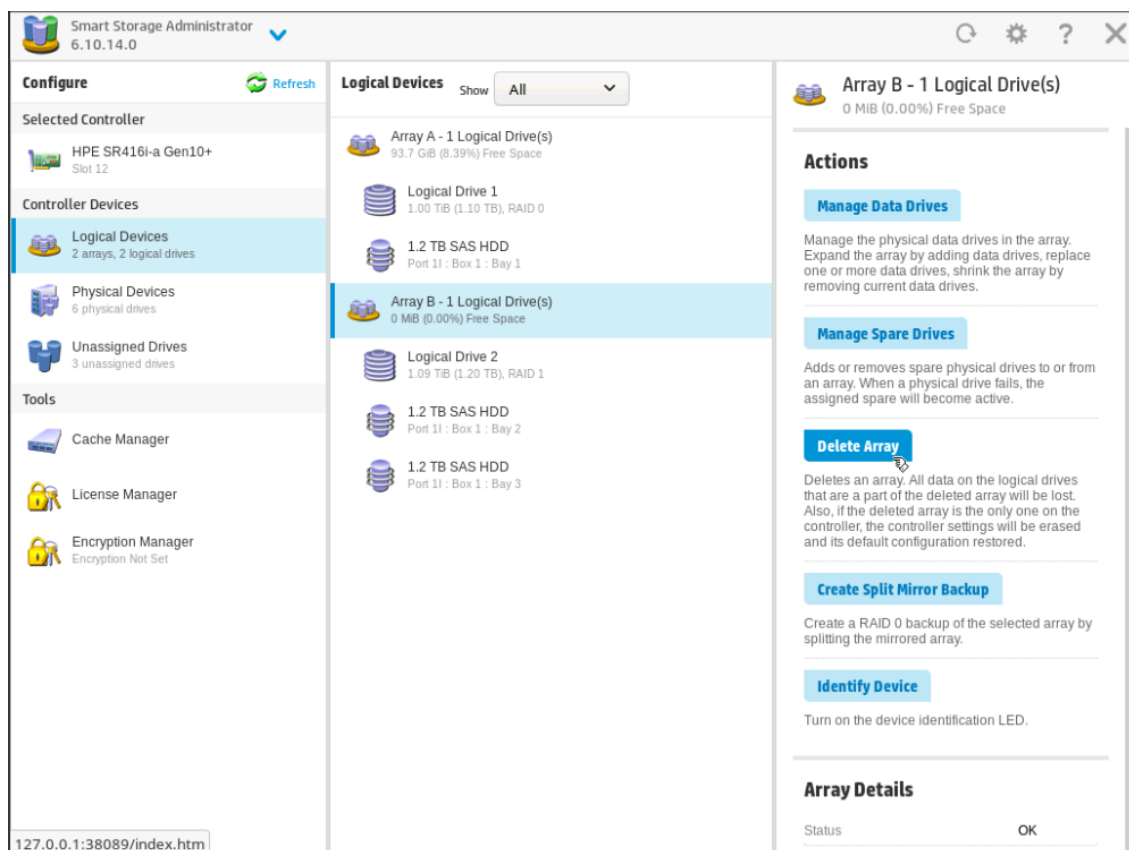 Smart Storage Administrator
6.10.14.0
Configure
Refresh
Selected Controller
HPE SR416i-a Gen10+
Slot 12
Controller Devices
Logical Devices
2 arrays, 2 logical drives
Physical Devices
6 physical drives
Unassigned Drives
3 unassigned drives
Tools
Cache Manager
License Manager
Encryption Manager
Encryption Not Set
127.0.0.1:38089/index.htm
Logical Devices
Show
All
Array A - 1 Logical Drive(s)
93.7 GiB (8.39%) Free Space
Logical Drive 1
1.00 TiB (1.10 TB), RAID 0
1.2 TB SAS HDD
Port 1I : Box 1 : Bay 1
Array B - 1 Logical Drive(s)
0 MiB (0.00%) Free Space
Logical Drive 2
1.09 TiB (1.20 TB), RAID 1
1.2 TB SAS HDD
Port 1I : Box 1 : Bay 2
1.2 TB SAS HDD
Port 1I : Box 1 : Bay 3
Array B - 1 Logical Drive(s)
0 MiB (0.00%) Free Space
Actions
Manage Data Drives
Manage the physical data drives in the array.
Expand the array by adding data drives, replace
one or more data drives, shrink the array by
removing current data drives.
Manage Spare Drives
Adds or removes spare physical drives to or from
an array. When a physical drive fails, the
assigned spare will become active.
Delete Array
Deletes an array. All data on the logical drives
that are a part of the deleted array will be lost.
Also, if the deleted array is the only one on the
controller, the controller settings will be erased
and its default configuration restored.
Create Split Mirror Backup
Create a RAID 0 backup of the selected array by
splitting the mirrored array.
Identify Device
Turn on the device identification LED.
Array Details
Status OK